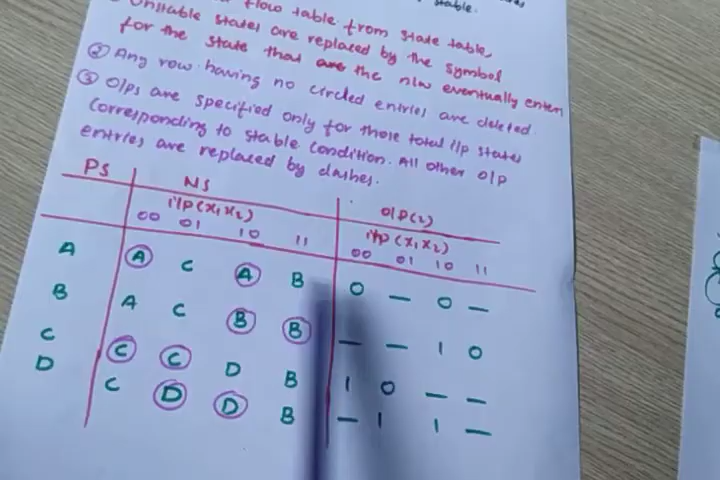 stable.
flow table from state table,
Unstable states are replaced by the symbol
for the state that are the n/w eventually enters
② Any row having no circled entries are deleted.
③ O/Ps are specified only for those total i/p states
corresponding to stable condition. All other o/p
entries are replaced by dashes.
PS NS O/P(Z)
i/p (x₁x₂) i/p (x₁x₂)
00 01 10 11 00 01 10 11
A A C A B 0 — 0 —
B A C B B — — 1 0
C C C D B 1 0 — —
D C D D B — 1 1 —